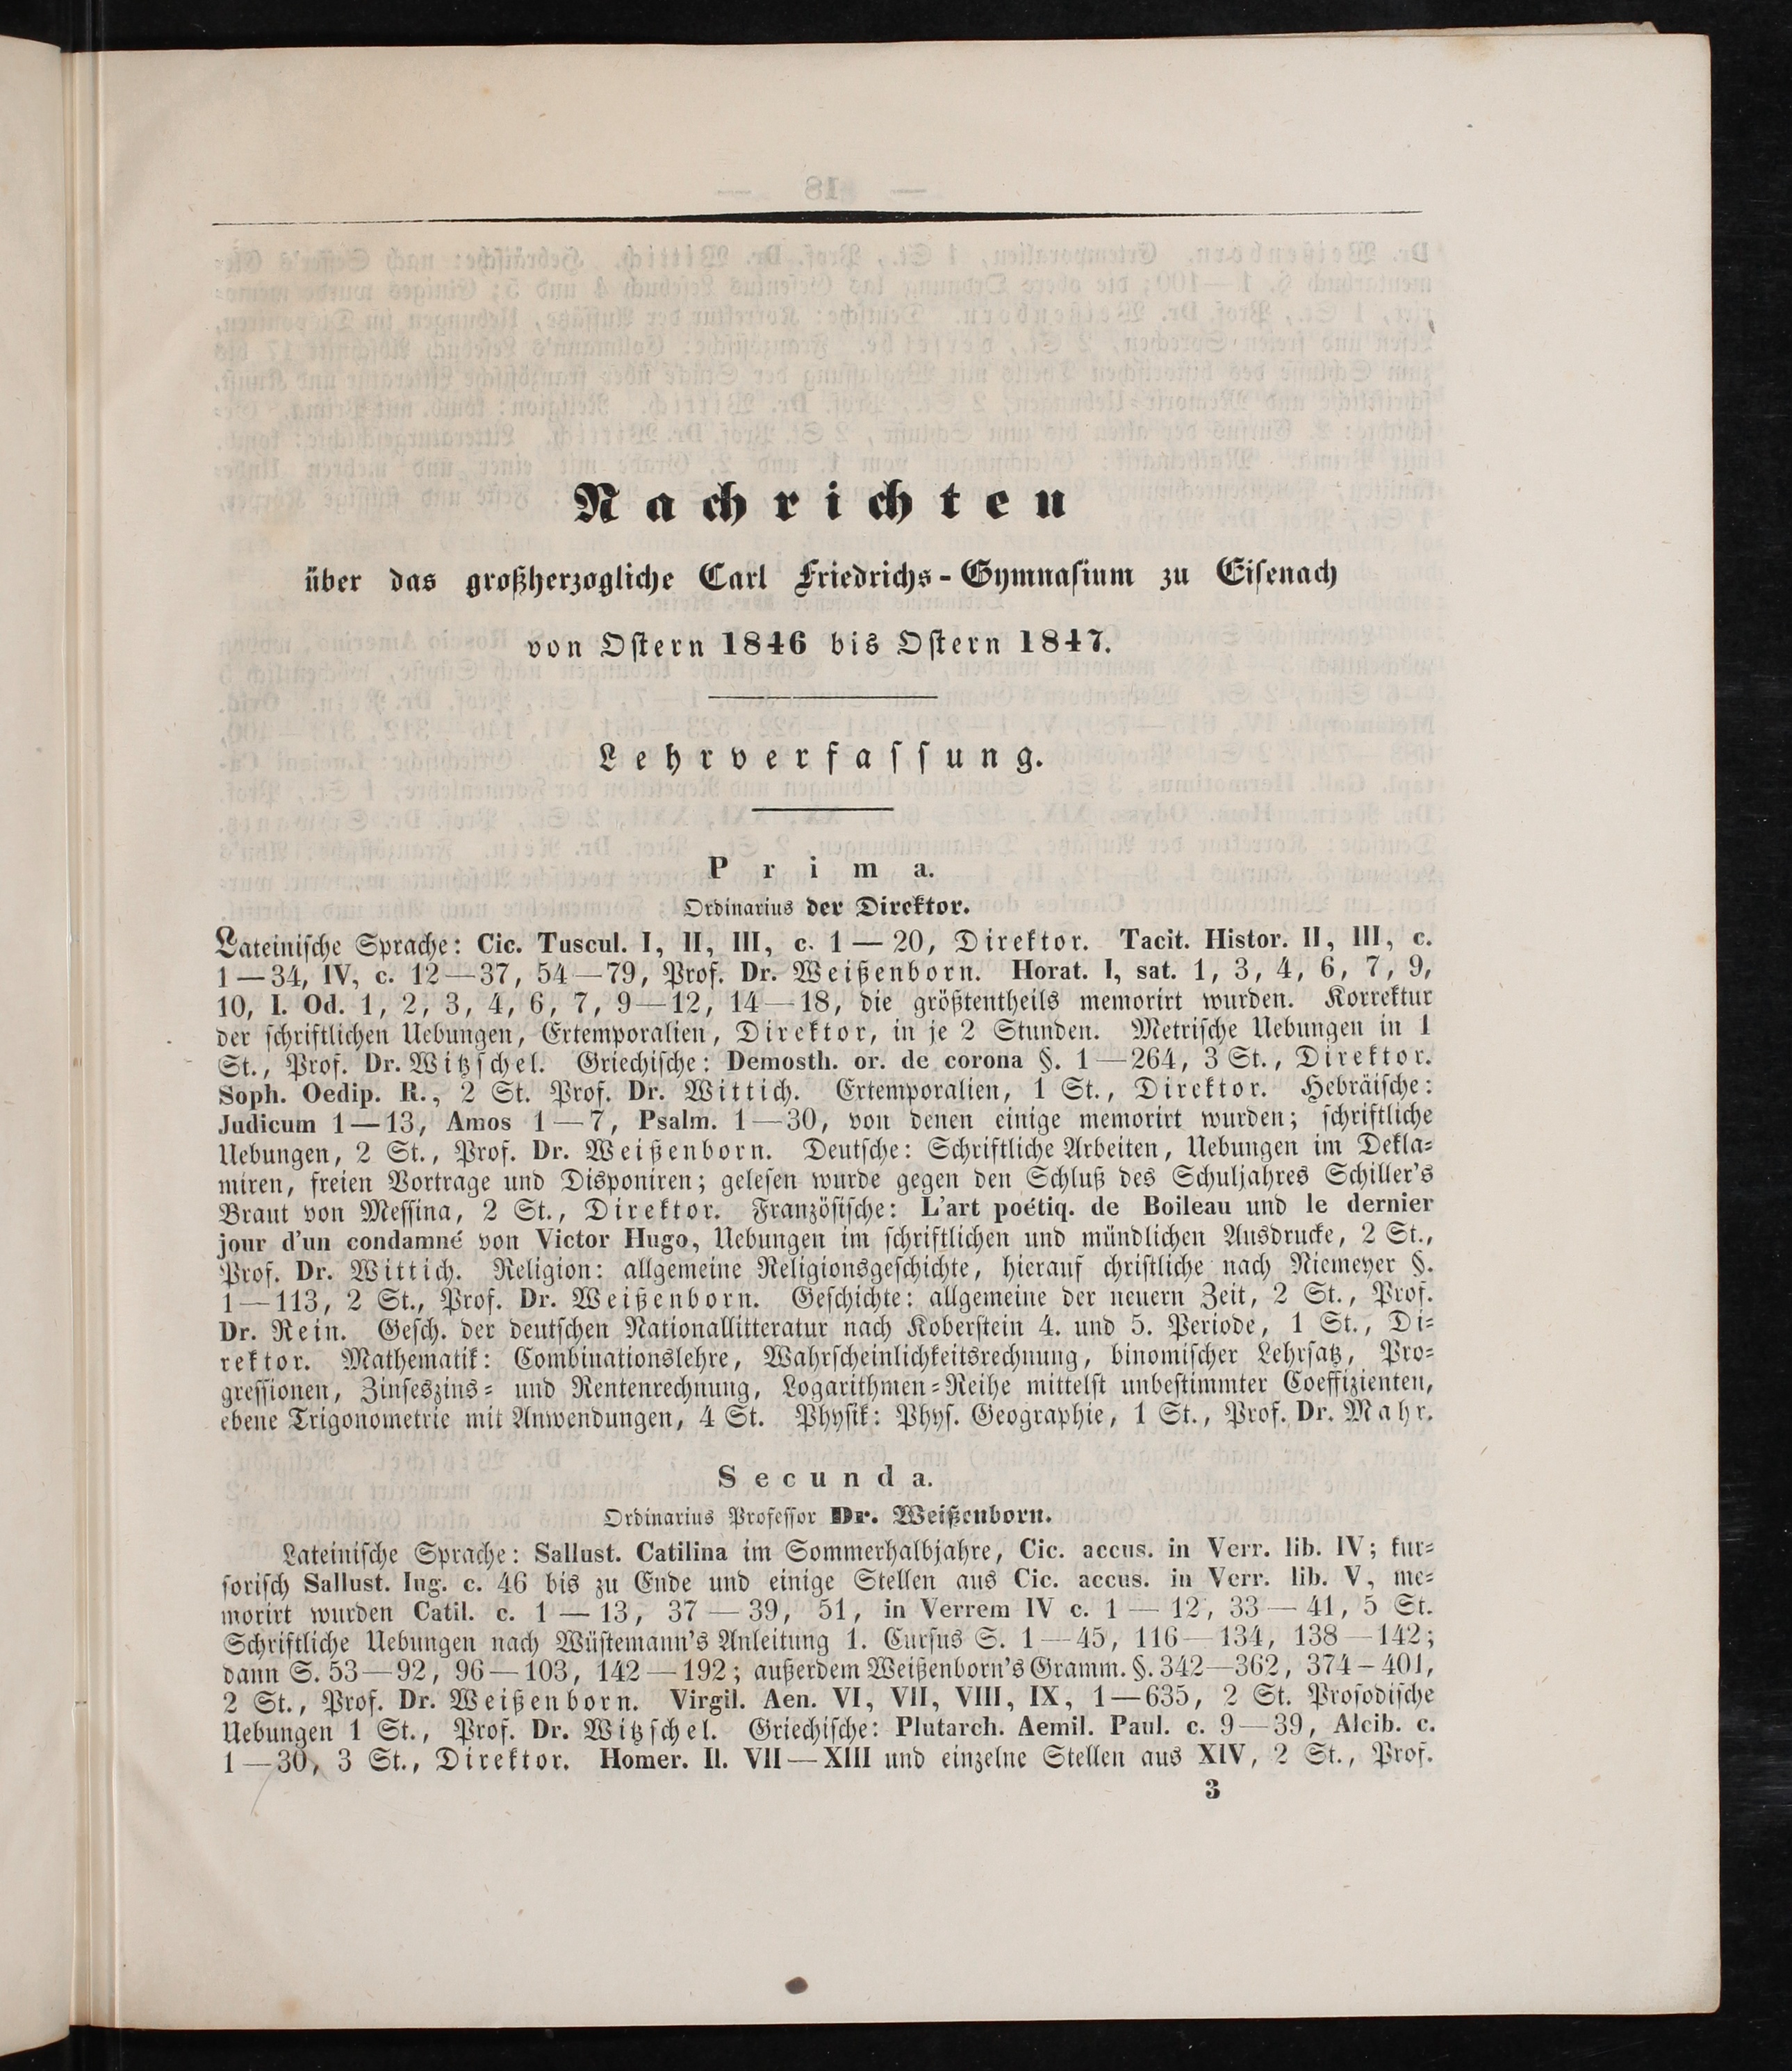 Nachrichten
über das großherzogliche Carl Friedrichs-Gymnasium zu Eisenach
von Ostern 1846 bis Ostern 1847.
Lehrverfassung.
Prima.
Ordinarius der Direktor.
Lateinische Sprache: Cic. Tuscul. I, II, III, c. 1—20, Direktor. Tacit. Histor. II, III, c.
1—34, IV, c. 12—37, 54—79, Prof. Dr. Weißenborn. Horat. I, sat. 1, 3, 4, 6, 7, 9,
10, I. Od. 1, 2, 3, 4, 6, 7, 9—12, 14—18, die größtentheils memorirt wurden. Korrektur
der schriftlichen Uebungen, Extemporalien, Direktor, in je 2 Stunden. Metrische Uebungen in 1
St., Prof. Dr. Witzschel. Griechische: Demosth. or. de corona §. 1—264, 3 St., Direktor.
Soph. Oedip. R., 2 St. Prof. Dr. Wittich. Extemporalien, 1 St., Direktor. Hebräische:
Judicum 1—13, Amos 1—7, Psalm. 1—30, von denen einige memorirt wurden; schriftliche
Uebungen, 2 St., Prof. Dr. Weißenborn. Deutsche: Schriftliche Arbeiten, Uebungen im Dekla-
miren, freien Vortrage und Disponiren; gelesen wurde gegen den Schluß des Schuljahres Schiller's
Braut von Messina, 2 St., Direktor. Französische: L'art poétiq. de Boileau und le dernier
jour d'un condamné von Victor Hugo, Uebungen im schriftlichen und mündlichen Ausdrucke, 2 St.,
Prof. Dr. Wittich. Religion: allgemeine Religionsgeschichte, hierauf christliche nach Niemeyer §.
1—113, 2 St., Prof. Dr. Weißenborn. Geschichte: allgemeine der neuern Zeit, 2 St., Prof.
Dr. Rein. Gesch. der deutschen Nationallitteratur nach Koberstein 4. und 5. Periode, 1 St., Di-
rektor. Mathematik: Combinationslehre, Wahrscheinlichkeitsrechnung, binomischer Lehrsatz, Pro-
gressionen, Zinseszins- und Rentenrechnung, Logarithmen-Reihe mittelst unbestimmter Coeffizienten,
ebene Trigonometrie mit Anwendungen, 4 St. Physik: Phys. Geographie, 1 St., Prof. Dr. Mahr.
Secunda.
Ordinarius Professor Dr. Weißenborn.
Lateinische Sprache: Sallust. Catilina im Sommerhalbjahre, Cic. accus. in Verr. lib. IV; kur-
sorisch Sallust. Iug. c. 46 bis zu Ende und einige Stellen aus Cic. accus. in Verr. lib. V, me-
morirt wurden Catil. c. 1—13, 37—39, 51, in Verrem IV c. 1—12, 33—41, 5 St.
Schriftliche Uebungen nach Wüstemann's Anleitung 1. Cursus S. 1—45, 116—134, 138—142;
dann S. 53—92, 96—103, 142—192; außerdem Weißenborn's Gramm. §. 342—362, 374–401,
2 St., Prof. Dr. Weißenborn. Virgil. Aen. VI, VII, VIII, IX, 1—635, 2 St. Prosodische
Uebungen 1 St., Prof. Dr. Witzschel. Griechische: Plutarch. Aemil. Paul. c. 9—39, Alcib. c.
1—30, 3 St., Direktor. Homer. Il. VII—XIII und einzelne Stellen aus XIV, 2 St., Prof.
3